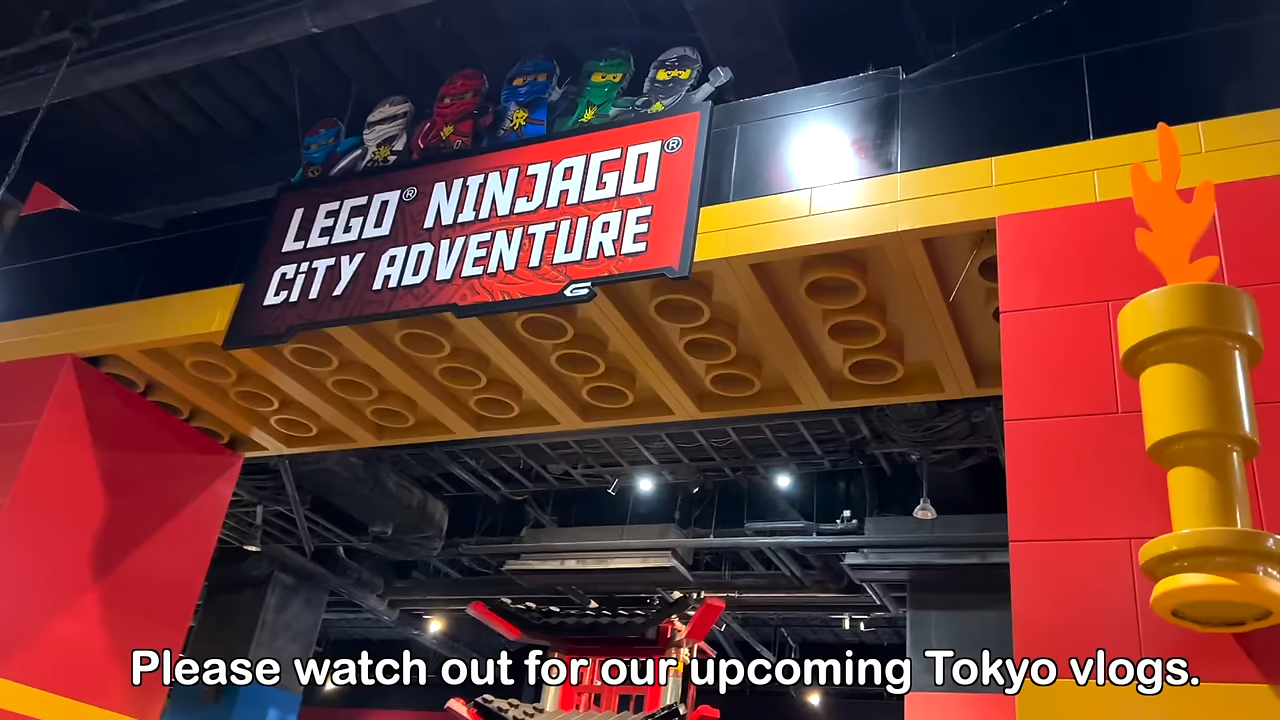 LEGO® NINJAGO®
CiTY ADVENTURE
Please watch out for our upcoming Tokyo vlogs.